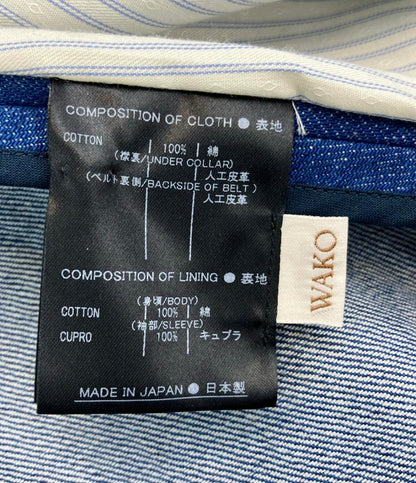 COMPOSITION OF CLOTH ● 表地
COTTON 100% 綿
(襟裏/UNDER COLLAR)
人工皮革
(ベルト裏側/BACKSIDE OF BELT)
人工皮革
COMPOSITION OF LINING ● 裏地
(身頃/BODY)
COTTON 100% 綿
(袖部/SLEEVE)
CUPRO 100% キュプラ
MADE IN JAPAN ● 日本製
WAKO